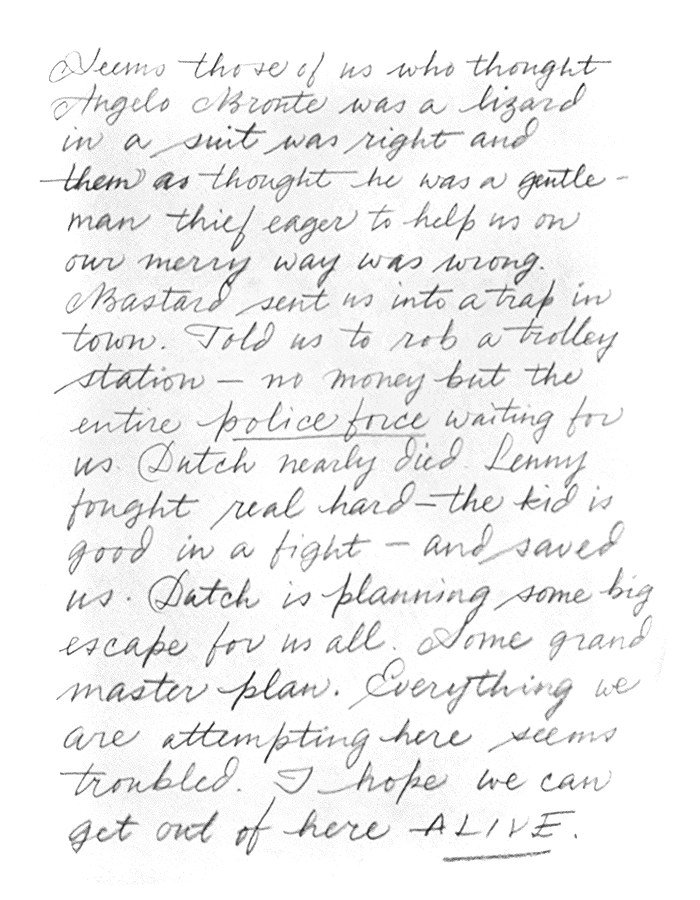 Seems those of us who thought
Angelo Bronte was a lizard
in a suit was right and
them as thought he was a gentle-
man thief eager to help us on
our merry way was wrong.
Bastard sent us into a trap in
town. Told us to rob a trolley
station – no money but the
entire police force waiting for
us. Dutch nearly died. Lenny
fought real hard – the kid is
good in a fight – and saved
us. Dutch is planning some big
escape for us all. Some grand
master plan. Everything we
are attempting here seems
troubled. I hope we can
get out of here ALIVE.